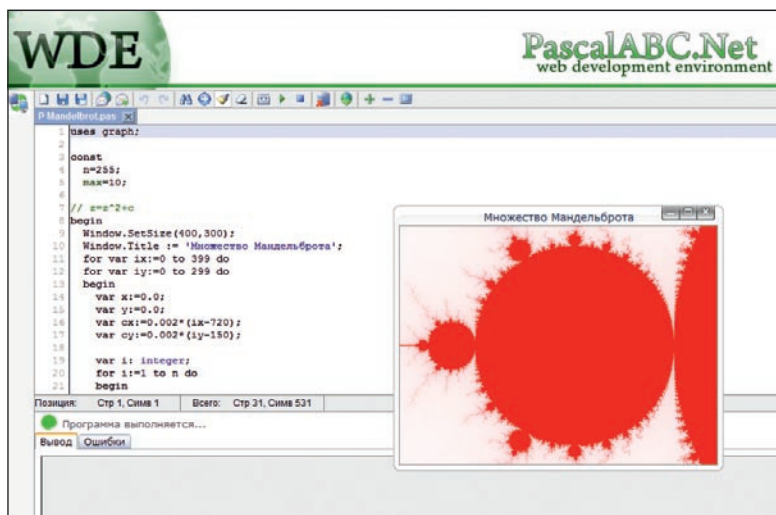 WDE
PascalABC.Net
web development environment
P Mandelbrot.pas
1 uses graph;
2
3 const
4 n=255;
5 max=10;
6
7 // z=z^2+c
8 begin
9 Window.SetSize(400,300);
10 Window.Title := 'Множество Мандельброта';
11 for var ix:=0 to 399 do
12 for var iy:=0 to 299 do
13 begin
14 var x:=0.0;
15 var y:=0.0;
16 var cx:=0.002*(ix-720);
17 var cy:=0.002*(iy-150);
18
19 var i: integer;
20 for i:=1 to n do
21 begin
Множество Мандельброта
Позиция: Стр 1, Симв 1 Всего: Стр 31, Симв 531
Программа выполняется...
Вывод Ошибки